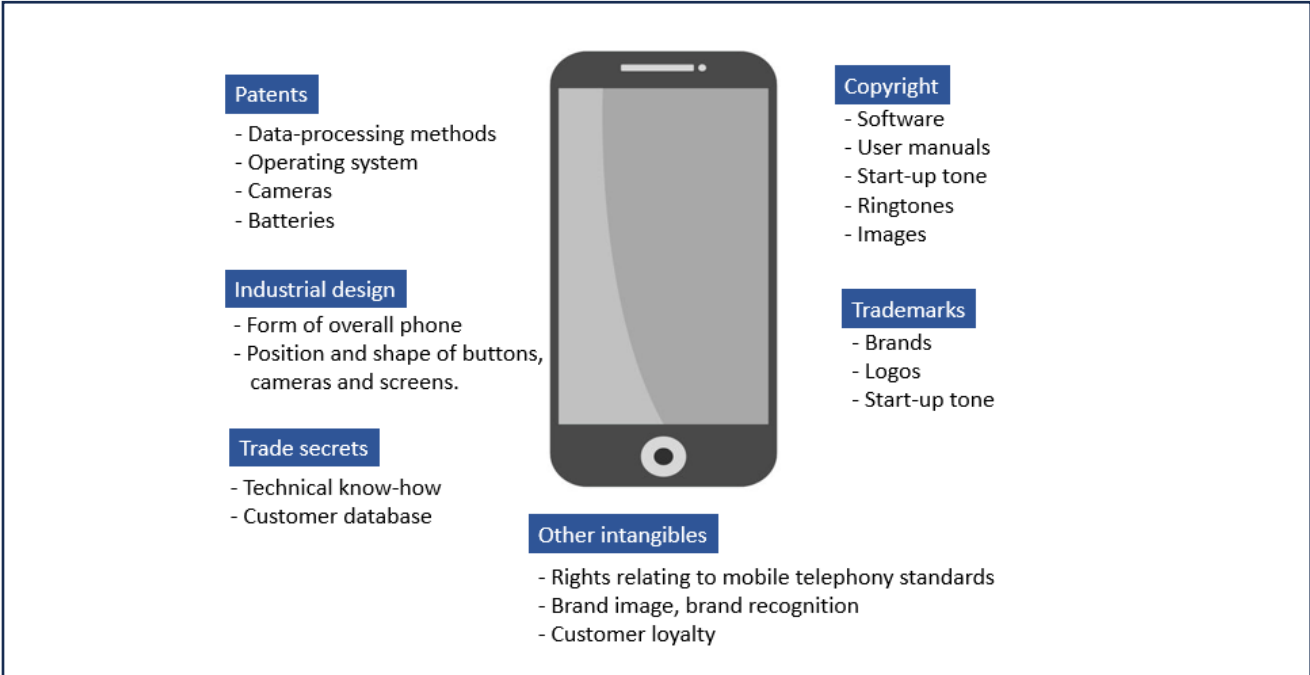 Patents
- Data-processing methods
- Operating system
- Cameras
- Batteries
Industrial design
- Form of overall phone
- Position and shape of buttons,
cameras and screens.
Trade secrets
- Technical know-how
- Customer database
Copyright
- Software
- User manuals
- Start-up tone
- Ringtones
- Images
Trademarks
- Brands
- Logos
- Start-up tone
Other intangibles
- Rights relating to mobile telephony standards
- Brand image, brand recognition
- Customer loyalty